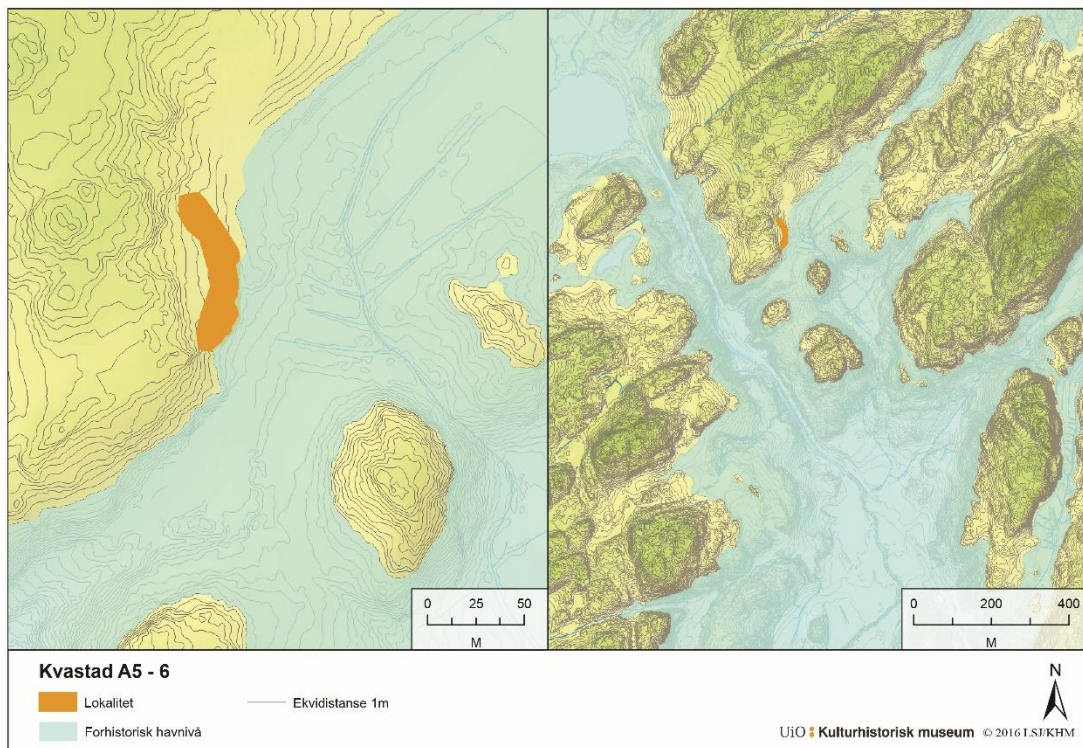 0 25 50
M
0 200 400
M
Kvastad A5 - 6
Lokalitet
Ekvidistanse 1m
Forhistorisk havnivå
N
UiO Kulturhistorisk museum © 2016 LSJ/KHM